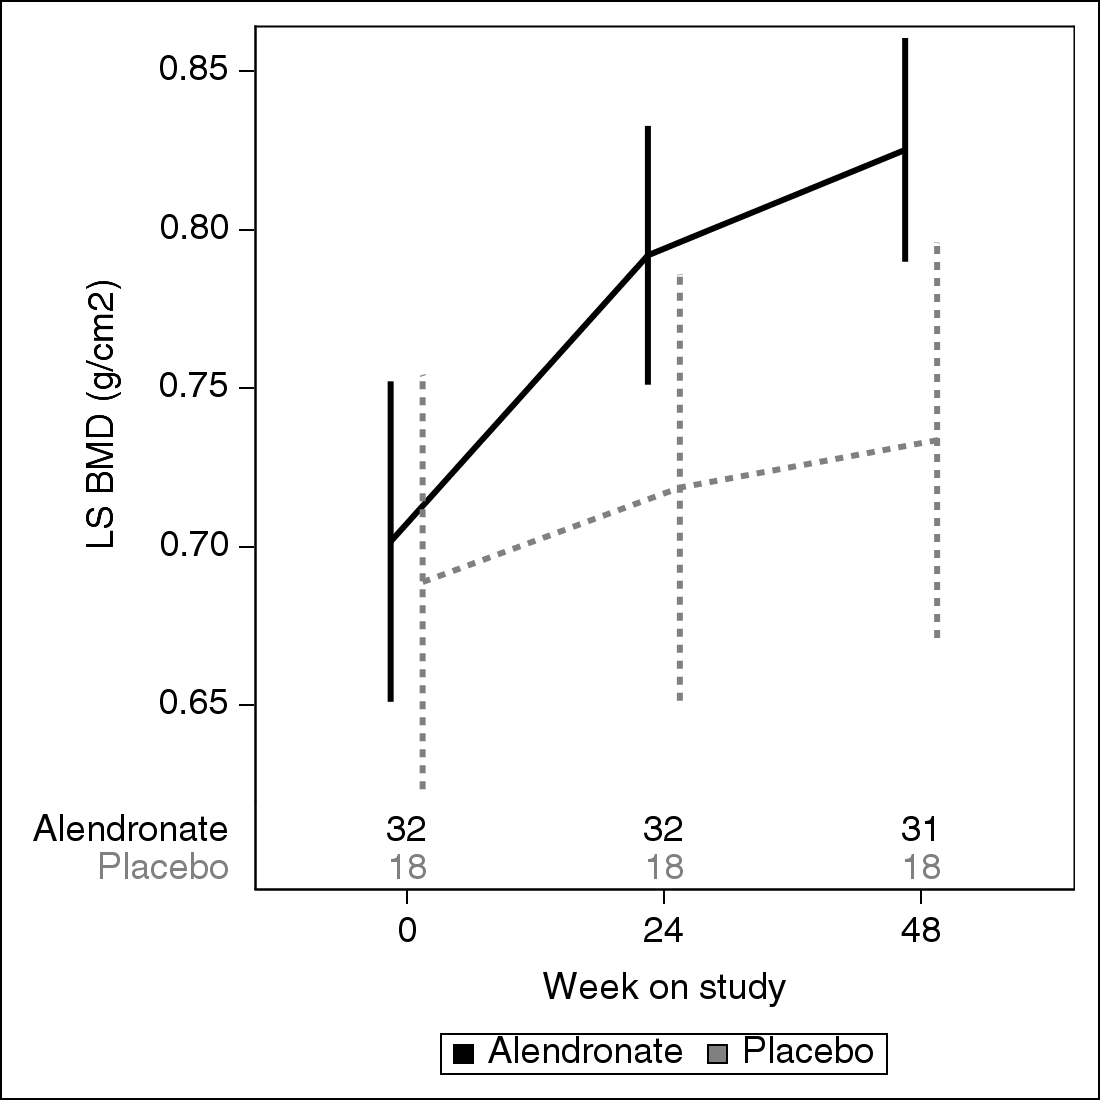 0.85
0.80
0.75
0.70
0.65
LS BMD (g/cm2)
Alendronate 32 32 31
Placebo 18 18 18
0 24 48
Week on study
Alendronate Placebo